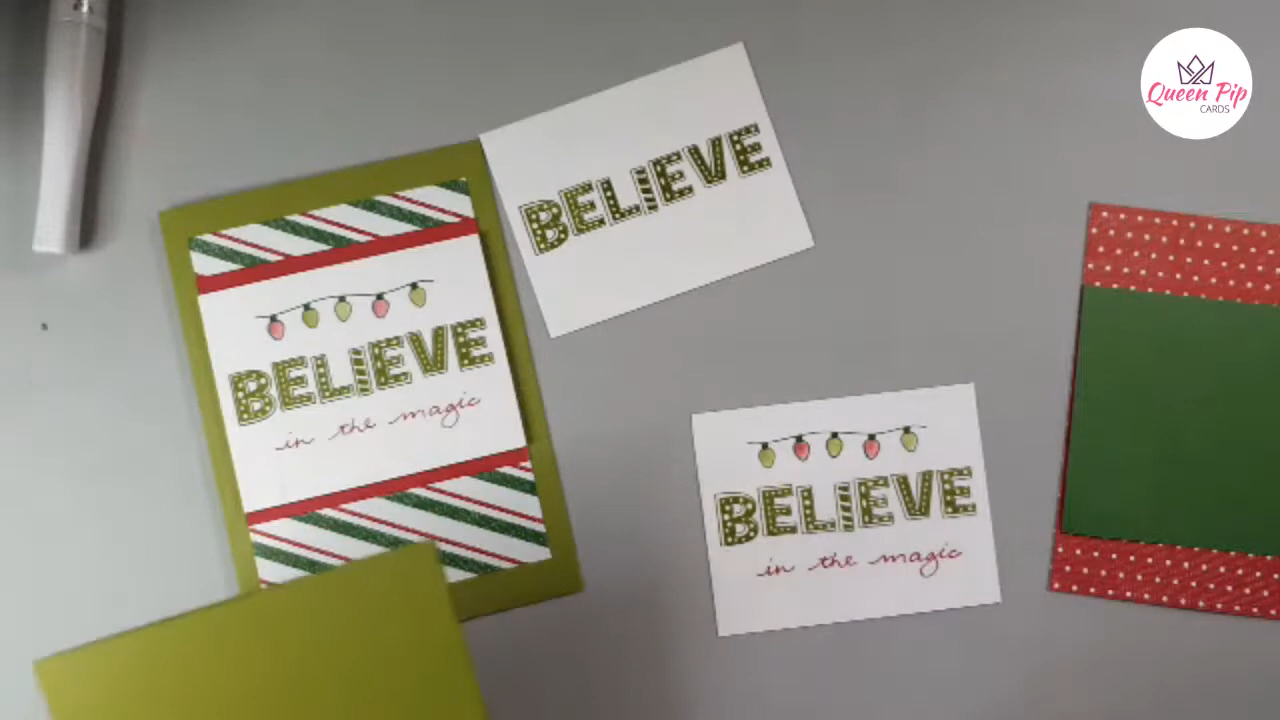 BELIEVE
BELIEVE
in the magic
BELIEVE
in the magic
Queen Pip
CARDS